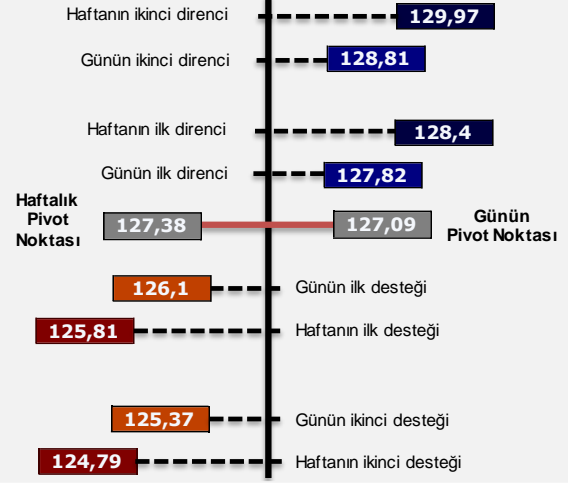 Haftanın ikinci direnci 129,97
Günün ikinci direnci 128,81
Haftanın ilk direnci 128,4
Günün ilk direnci 127,82
Haftalık
Pivot
Noktası
127,38
127,09
Günün
Pivot Noktası
126,1 Günün ilk desteği
125,81 Haftanın ilk desteği
125,37 Günün ikinci desteği
124,79 Haftanın ikinci desteği